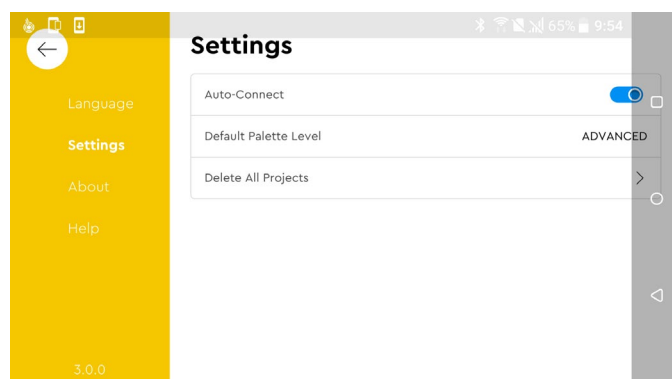 65% 9:54
Settings
Language
Settings
About
Help
3.0.0
Auto-Connect
Default Palette Level ADVANCED
Delete All Projects